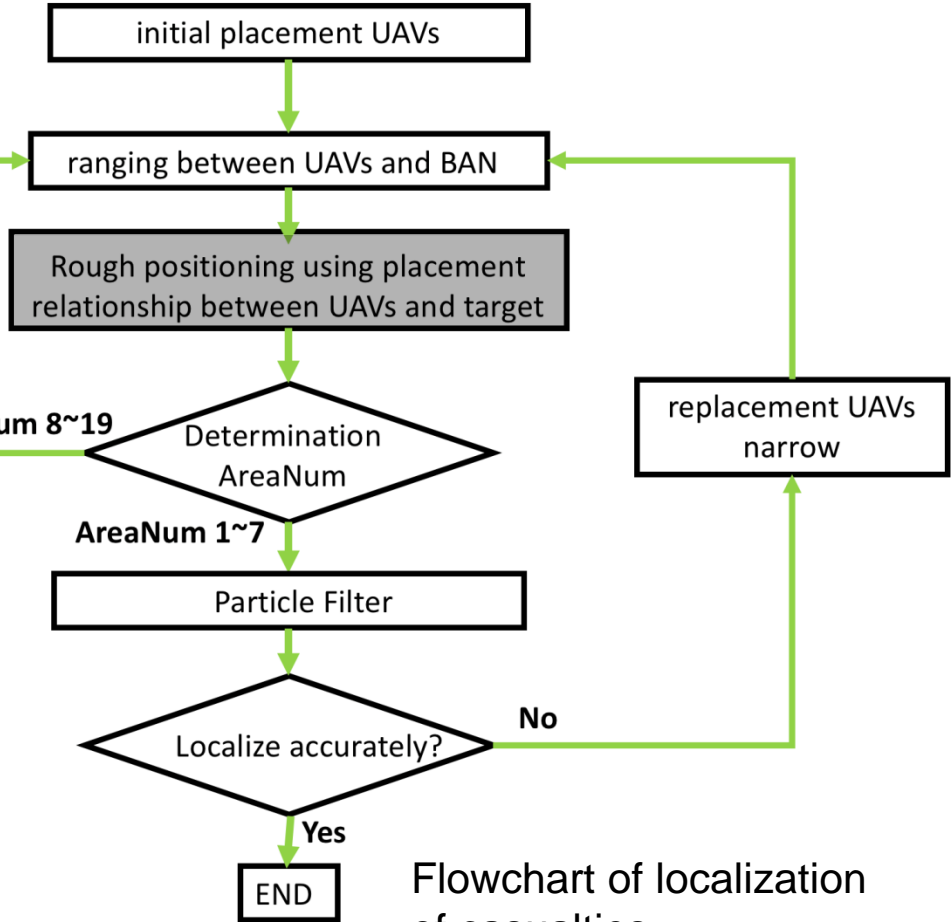 initial placement UAVs
ranging between UAVs and BAN
Rough positioning using placement
relationship between UAVs and target
um 8~19
Determination
AreaNum
replacement UAVs
narrow
AreaNum 1~7
Particle Filter
Localize accurately?
No
Yes
END
Flowchart of localization
of casualties